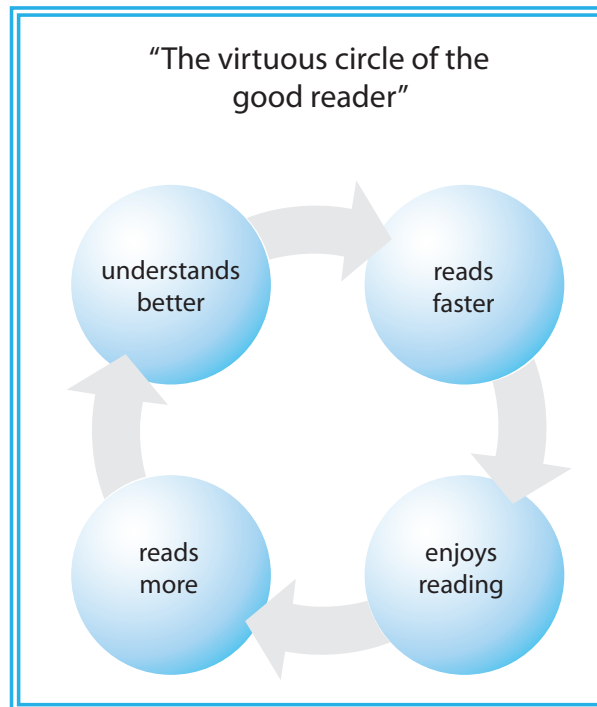 “The virtuous circle of the
good reader”
understands
better
reads
faster
reads
more
enjoys
reading